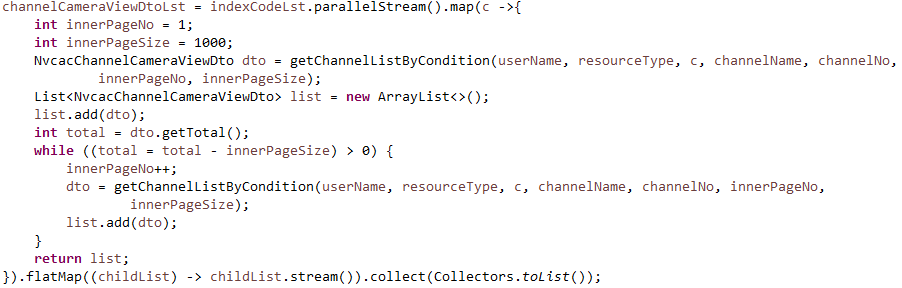 channelCameraViewDtoLst = indexCodeLst.parallelStream().map(c ->{
    int innerPageNo = 1;
    int innerPageSize = 1000;
    NvcacChannelCameraViewDto dto = getChannelListByCondition(userName, resourceType, c, channelName, channelNo,
            innerPageNo, innerPageSize);
    List<NvcacChannelCameraViewDto> list = new ArrayList<>();
    list.add(dto);
    int total = dto.getTotal();
    while ((total = total - innerPageSize) > 0) {
        innerPageNo++;
        dto = getChannelListByCondition(userName, resourceType, c, channelName, channelNo, innerPageNo,
                innerPageSize);
        list.add(dto);
    }
    return list;
}).flatMap((childList) -> childList.stream()).collect(Collectors.toList());